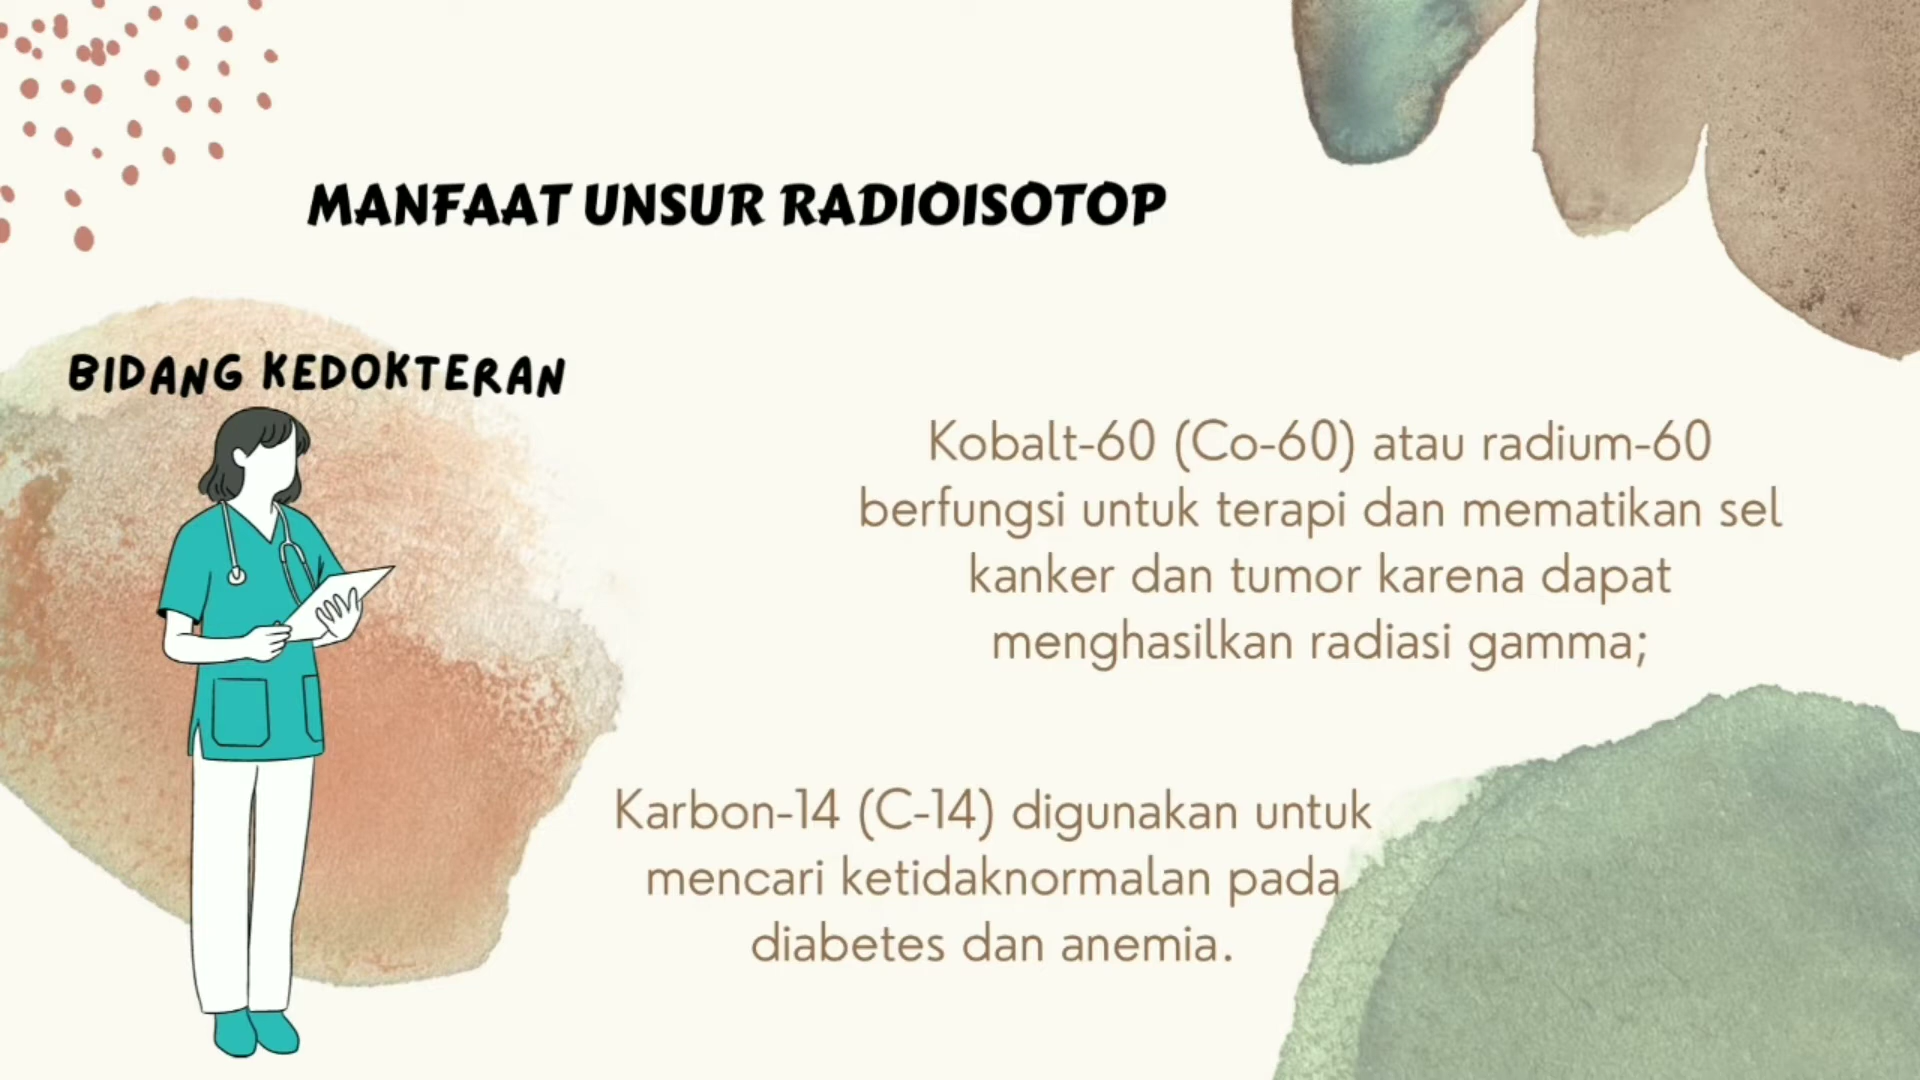 MANFAAT UNSUR RADIOISOTOP
BIDANG KEDOKTERAN
Kobalt-60 (Co-60) atau radium-60
berfungsi untuk terapi dan mematikan sel
kanker dan tumor karena dapat
menghasilkan radiasi gamma;
Karbon-14 (C-14) digunakan untuk
mencari ketidaknormalan pada
diabetes dan anemia.